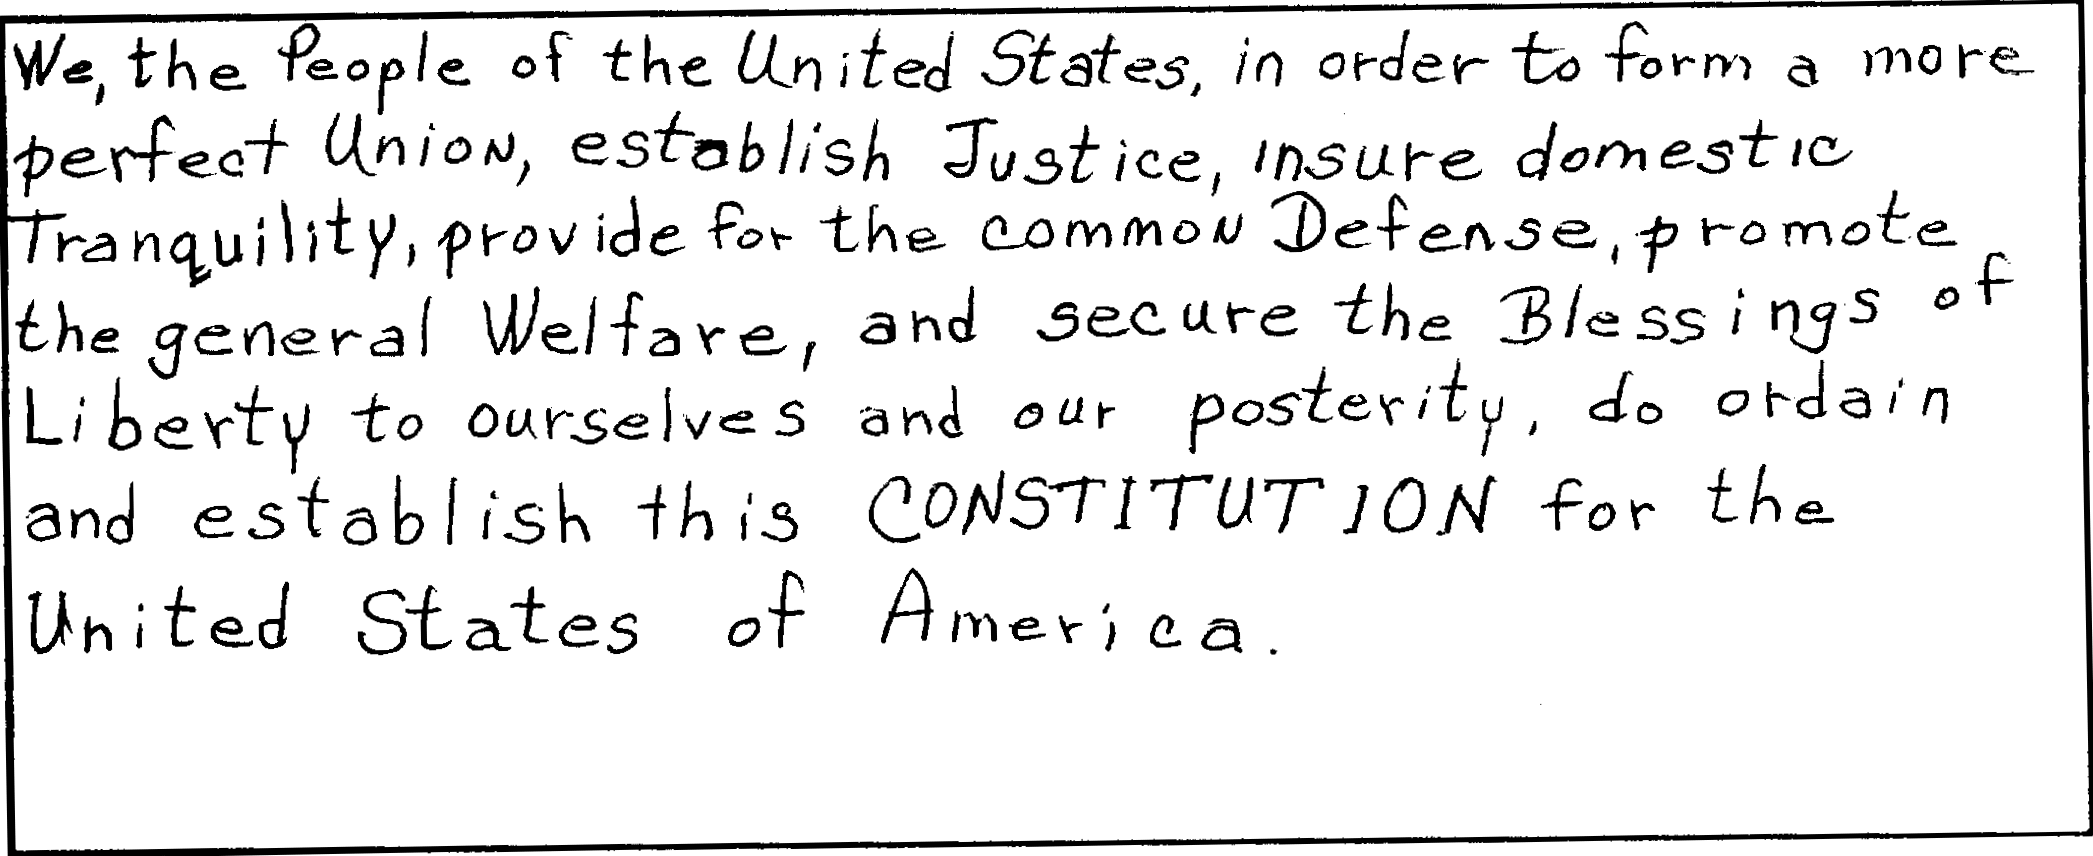 We, the People of the United States, in order to form a more
perfect Union, establish Justice, insure domestic
Tranquility, provide for the common Defense, promote
the general Welfare, and secure the Blessings of
Liberty to ourselves and our posterity, do ordain
and establish this CONSTITUTION for the
United States of America.